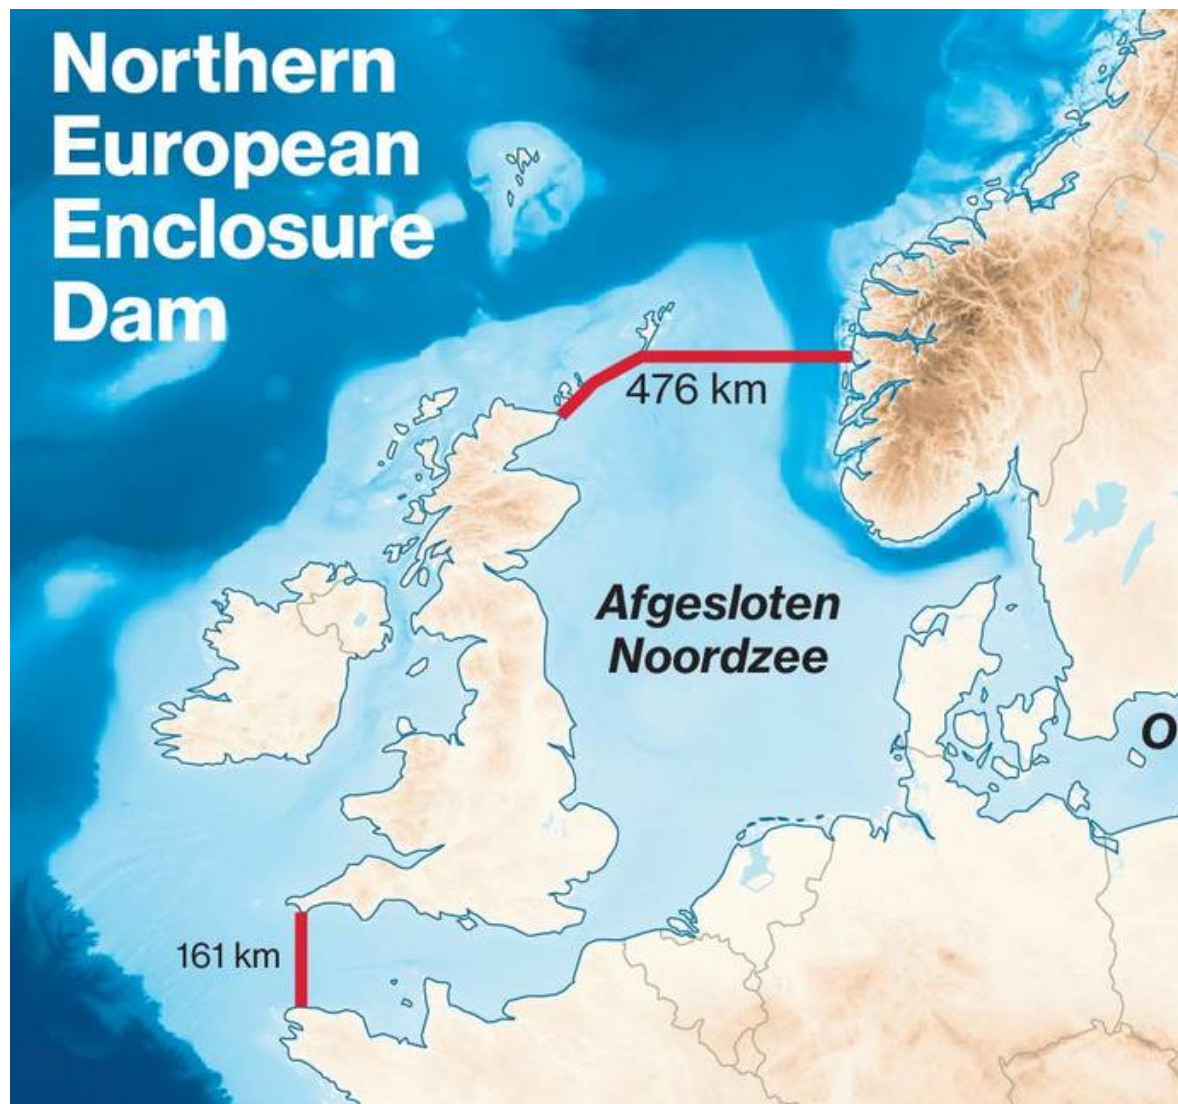 Northern
European
Enclosure
Dam
476 km
Afgesloten
Noordzee
O
161 km